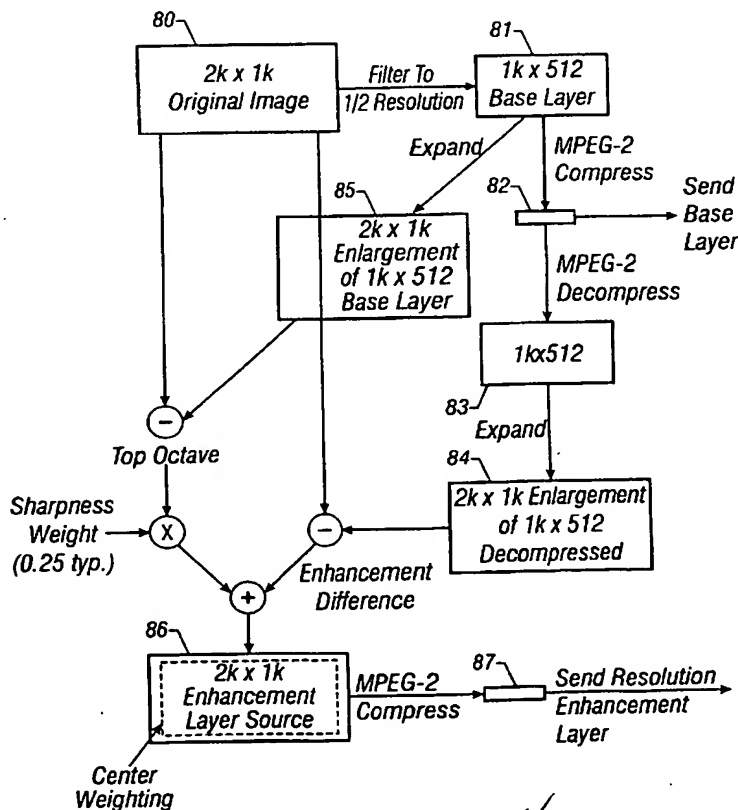 80
2k x 1k
Original Image
Filter To
1/2 Resolution
81
1k x 512
Base Layer
Expand
MPEG-2
Compress
82
Send
Base
Layer
85
2k x 1k
Enlargement
of 1k x 512
Base Layer
MPEG-2
Decompress
1kx512
83
Expand
−
Top Octave
84
2k x 1k Enlargement
of 1k x 512
Decompressed
Sharpness
Weight
(0.25 typ.)
X
−
Enhancement
Difference
+
86
2k x 1k
Enhancement
Layer Source
MPEG-2
Compress
87
Send Resolution
Enhancement
Layer
Center
Weighting